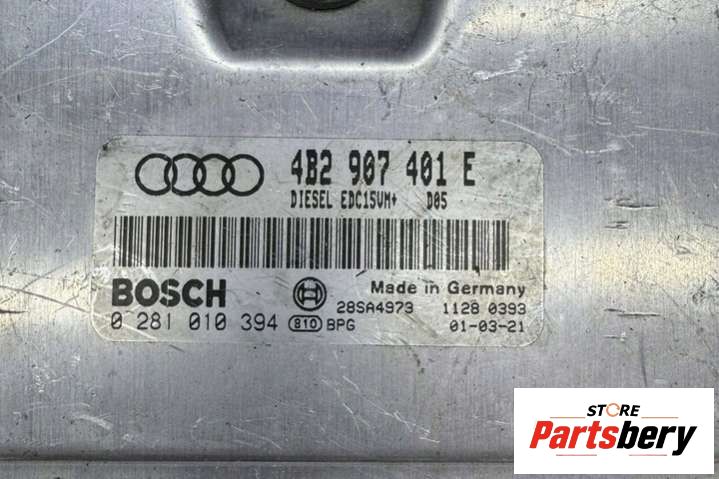 4B2 907 401 E
DIESEL EDC15VM+ D05
BOSCH
Made in Germany
28SA4973 1128 0393
0 281 010 394 810 BPG 01-03-21
STORE
Partsbery